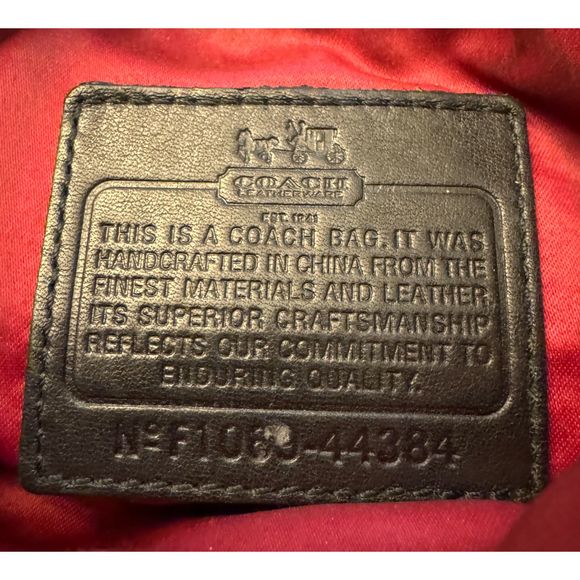 COACH
LEATHERWARE
EST. 1941
THIS IS A COACH BAG. IT WAS
HANDCRAFTED IN CHINA FROM THE
FINEST MATERIALS AND LEATHER.
ITS SUPERIOR CRAFTSMANSHIP
REFLECTS OUR COMMITMENT TO
ENDURING QUALITY.